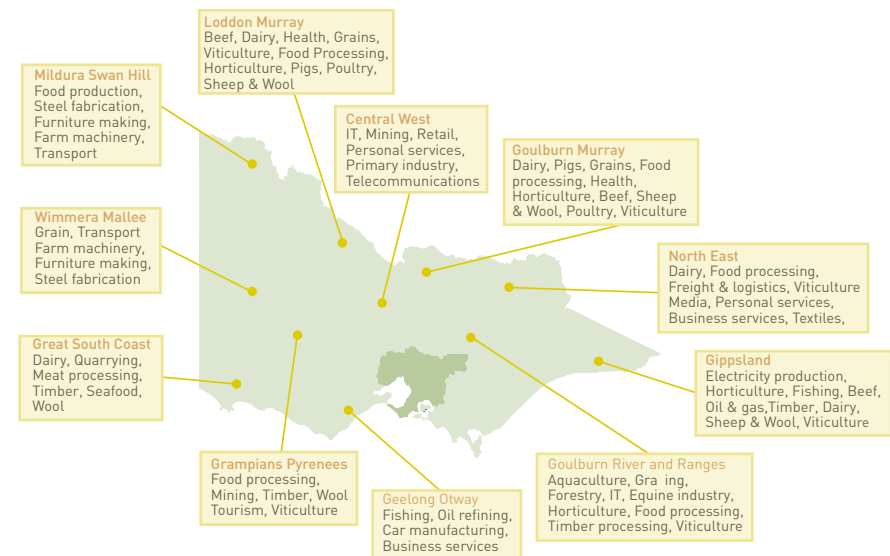 Loddon Murray
Beef, Dairy, Health, Grains,
Viticulture, Food Processing,
Horticulture, Pigs, Poultry,
Sheep & Wool
Mildura Swan Hill
Food production,
Steel fabrication,
Furniture making,
Farm machinery,
Transport
Central West
IT, Mining, Retail,
Personal services,
Primary industry,
Telecommunications
Goulburn Murray
Dairy, Pigs, Grains, Food
processing, Health,
Horticulture, Beef, Sheep
& Wool, Poultry, Viticulture
Wimmera Mallee
Grain, Transport
Farm machinery,
Furniture making,
Steel fabrication
North East
Dairy, Food processing,
Freight & logistics, Viticulture
Media, Personal services,
Business services, Textiles,
Great South Coast
Dairy, Quarrying,
Meat processing,
Timber, Seafood,
Wool
Gippsland
Electricity production,
Horticulture, Fishing, Beef,
Oil & gas,Timber, Dairy,
Sheep & Wool, Viticulture
Grampians Pyrenees
Food processing,
Mining, Timber, Wool
Tourism, Viticulture
Geelong Otway
Fishing, Oil refining,
Car manufacturing,
Business services
Goulburn River and Ranges
Aquaculture, Gra ing,
Forestry, IT, Equine industry,
Horticulture, Food processing,
Timber processing, Viticulture